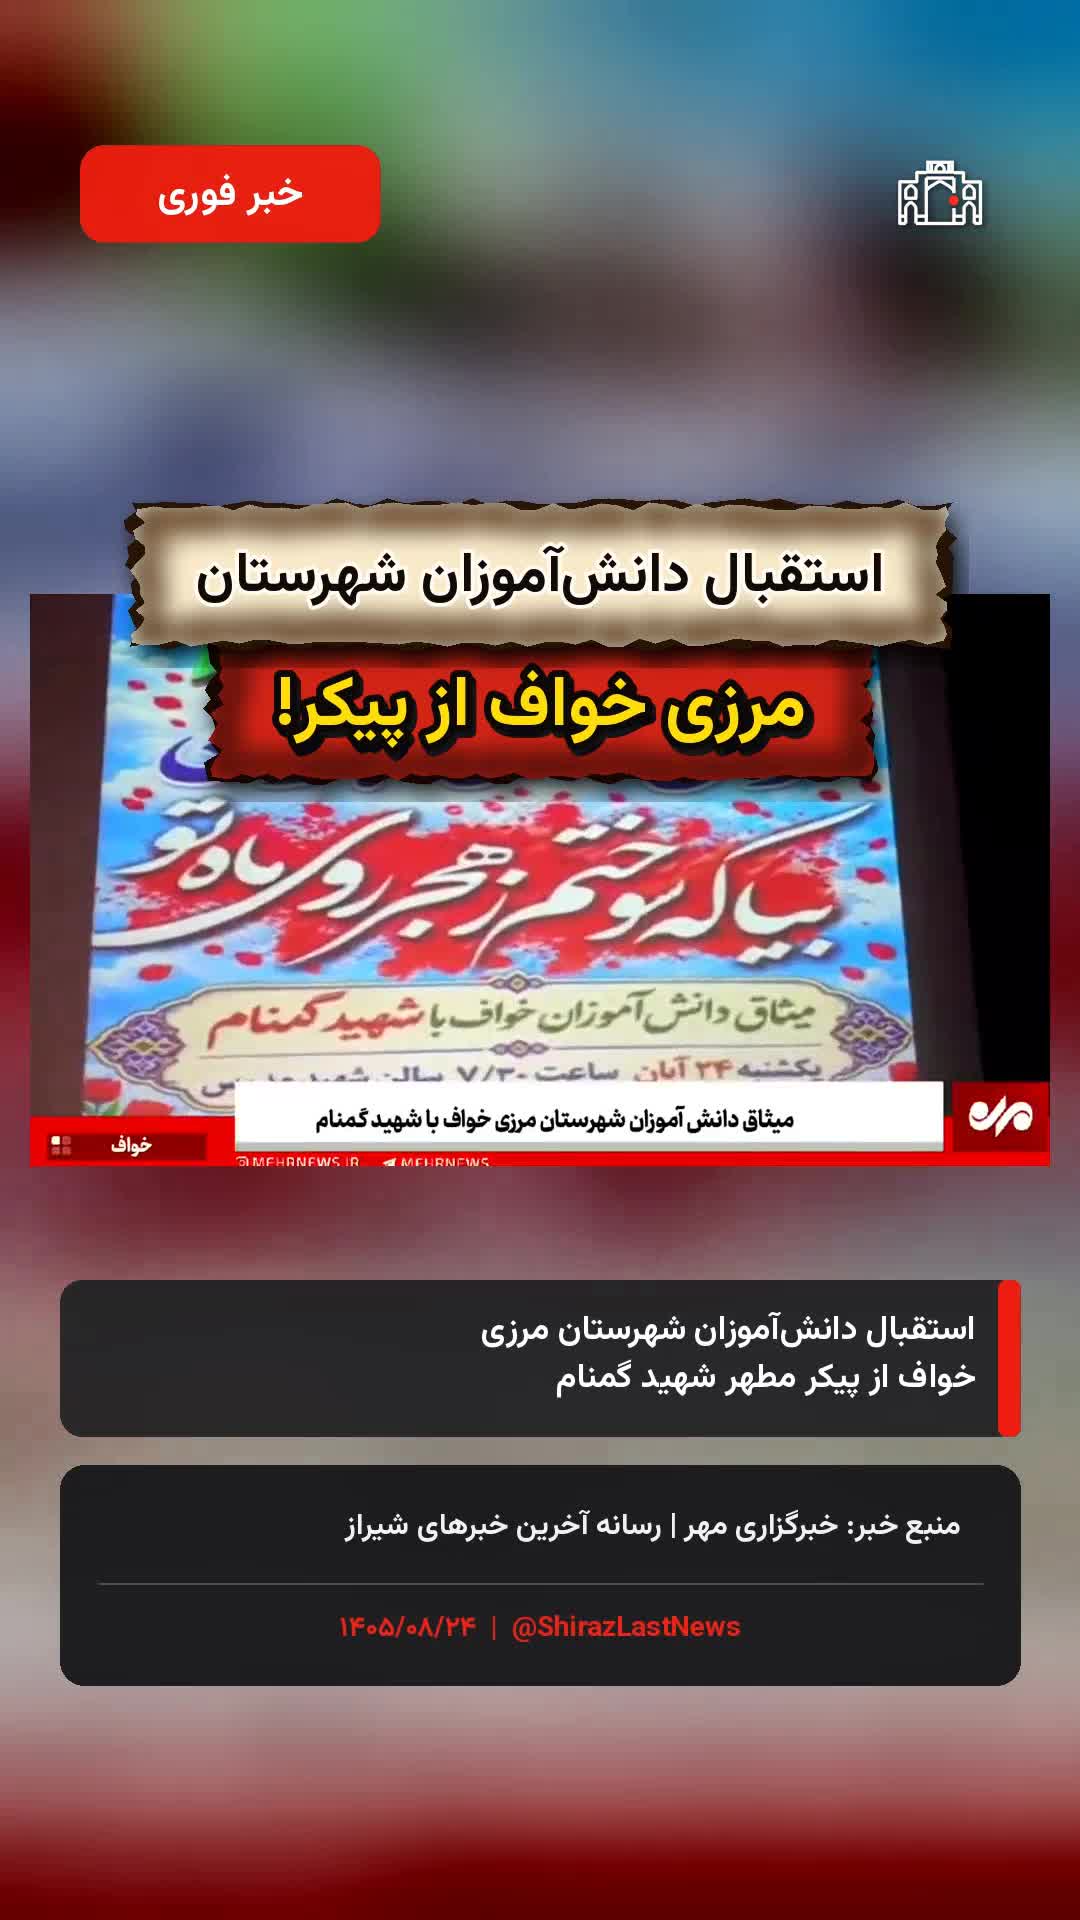 خبر فوری
استقبال دانش‌آموزان شهرستان
مرزی خواف از پیکر!
بیا که سوختم ز هجر روی ماه تو
میثاق دانش‌آموزان خواف با شهید گمنام
یکشنبه ۲۴ آبان ساعت ۷/۳۰ سالن شهید
میثاق دانش آموزان شهرستان مرزی خواف با شهید گمنام
مهر
خواف
MEHRNEWS.IR MEHRNEWS.
استقبال دانش‌آموزان شهرستان مرزی
خواف از پیکر مطهر شهید گمنام
منبع خبر: خبرگزاری مهر | رسانه آخرین خبرهای شیراز
۱۴۰۵/۰۸/۲۴ | @ShirazLastNews